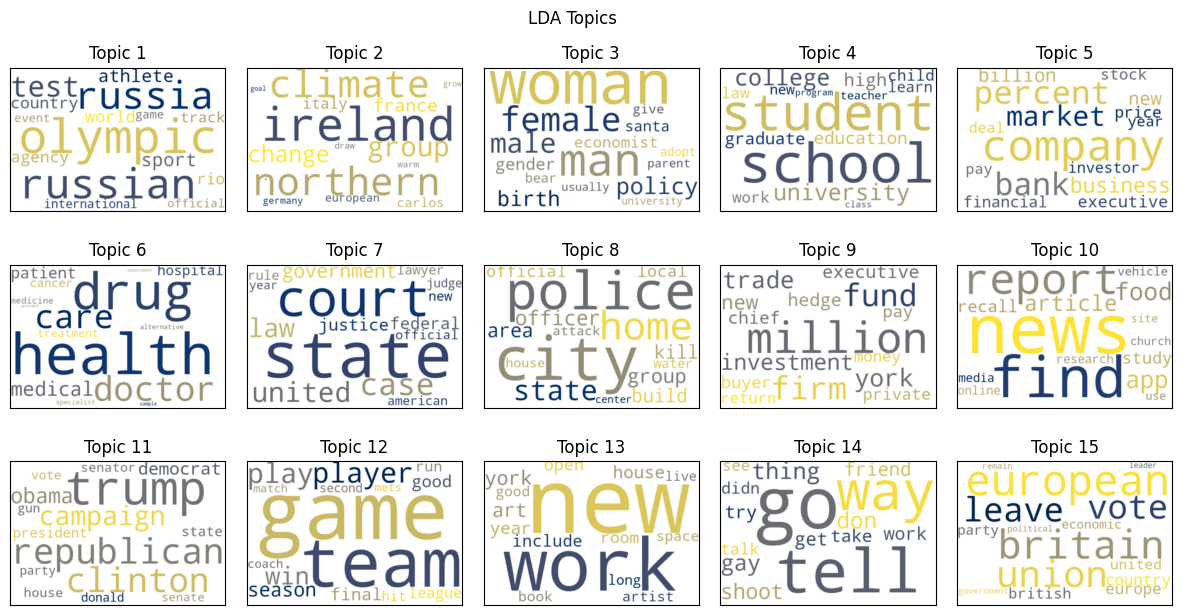 LDA Topics
Topic 1
athlete
test russia
country
world game
event track
olympic
agency sport
russian rio
international official
Topic 2
climate grow
goal
italy france
ireland
draw
change group
warm
northern
germany european carlos
Topic 3
woman
female give
santa
male economist
man adopt
gender parent
bear usually policy
birth university
Topic 4
college high child
law new program learn
teacher
student
graduate education
school
work university
class
Topic 5
billion stock
percent new
market price
deal year
company
pay investor
bank business
financial executive
Topic 6
patient hospital
cancer experiment
drug
medicine
prevent care
treatment alternative
health
medical doctor
specialist sample
Topic 7
rule government lawyer
year judge
court new
law justice federal
official
state
united case
american
Topic 8
official local
police
area officer home
attack
city kill
house water
group
state center build
Topic 9
trade executive
new hedge fund
chief pay
million
investment money
buyer firm york
return private
Topic 10
report vehicle
food
recall article
news site
church
research study
media find app
online use
Topic 11
vote senator democrat
obama trump
gun campaign
president state
republican
party clinton
house donald senate
Topic 12
play player run
good
match second mets
game
coach team
win
season final hit league
Topic 13
york open house live
good new
art
year room space
include
work long
book artist
Topic 14
see thing friend
didn go way
try don
get take work
talk
gay tell
shoot
Topic 15
remain leader
european
leave vote
party political economic
britain
union united
country
government british europe